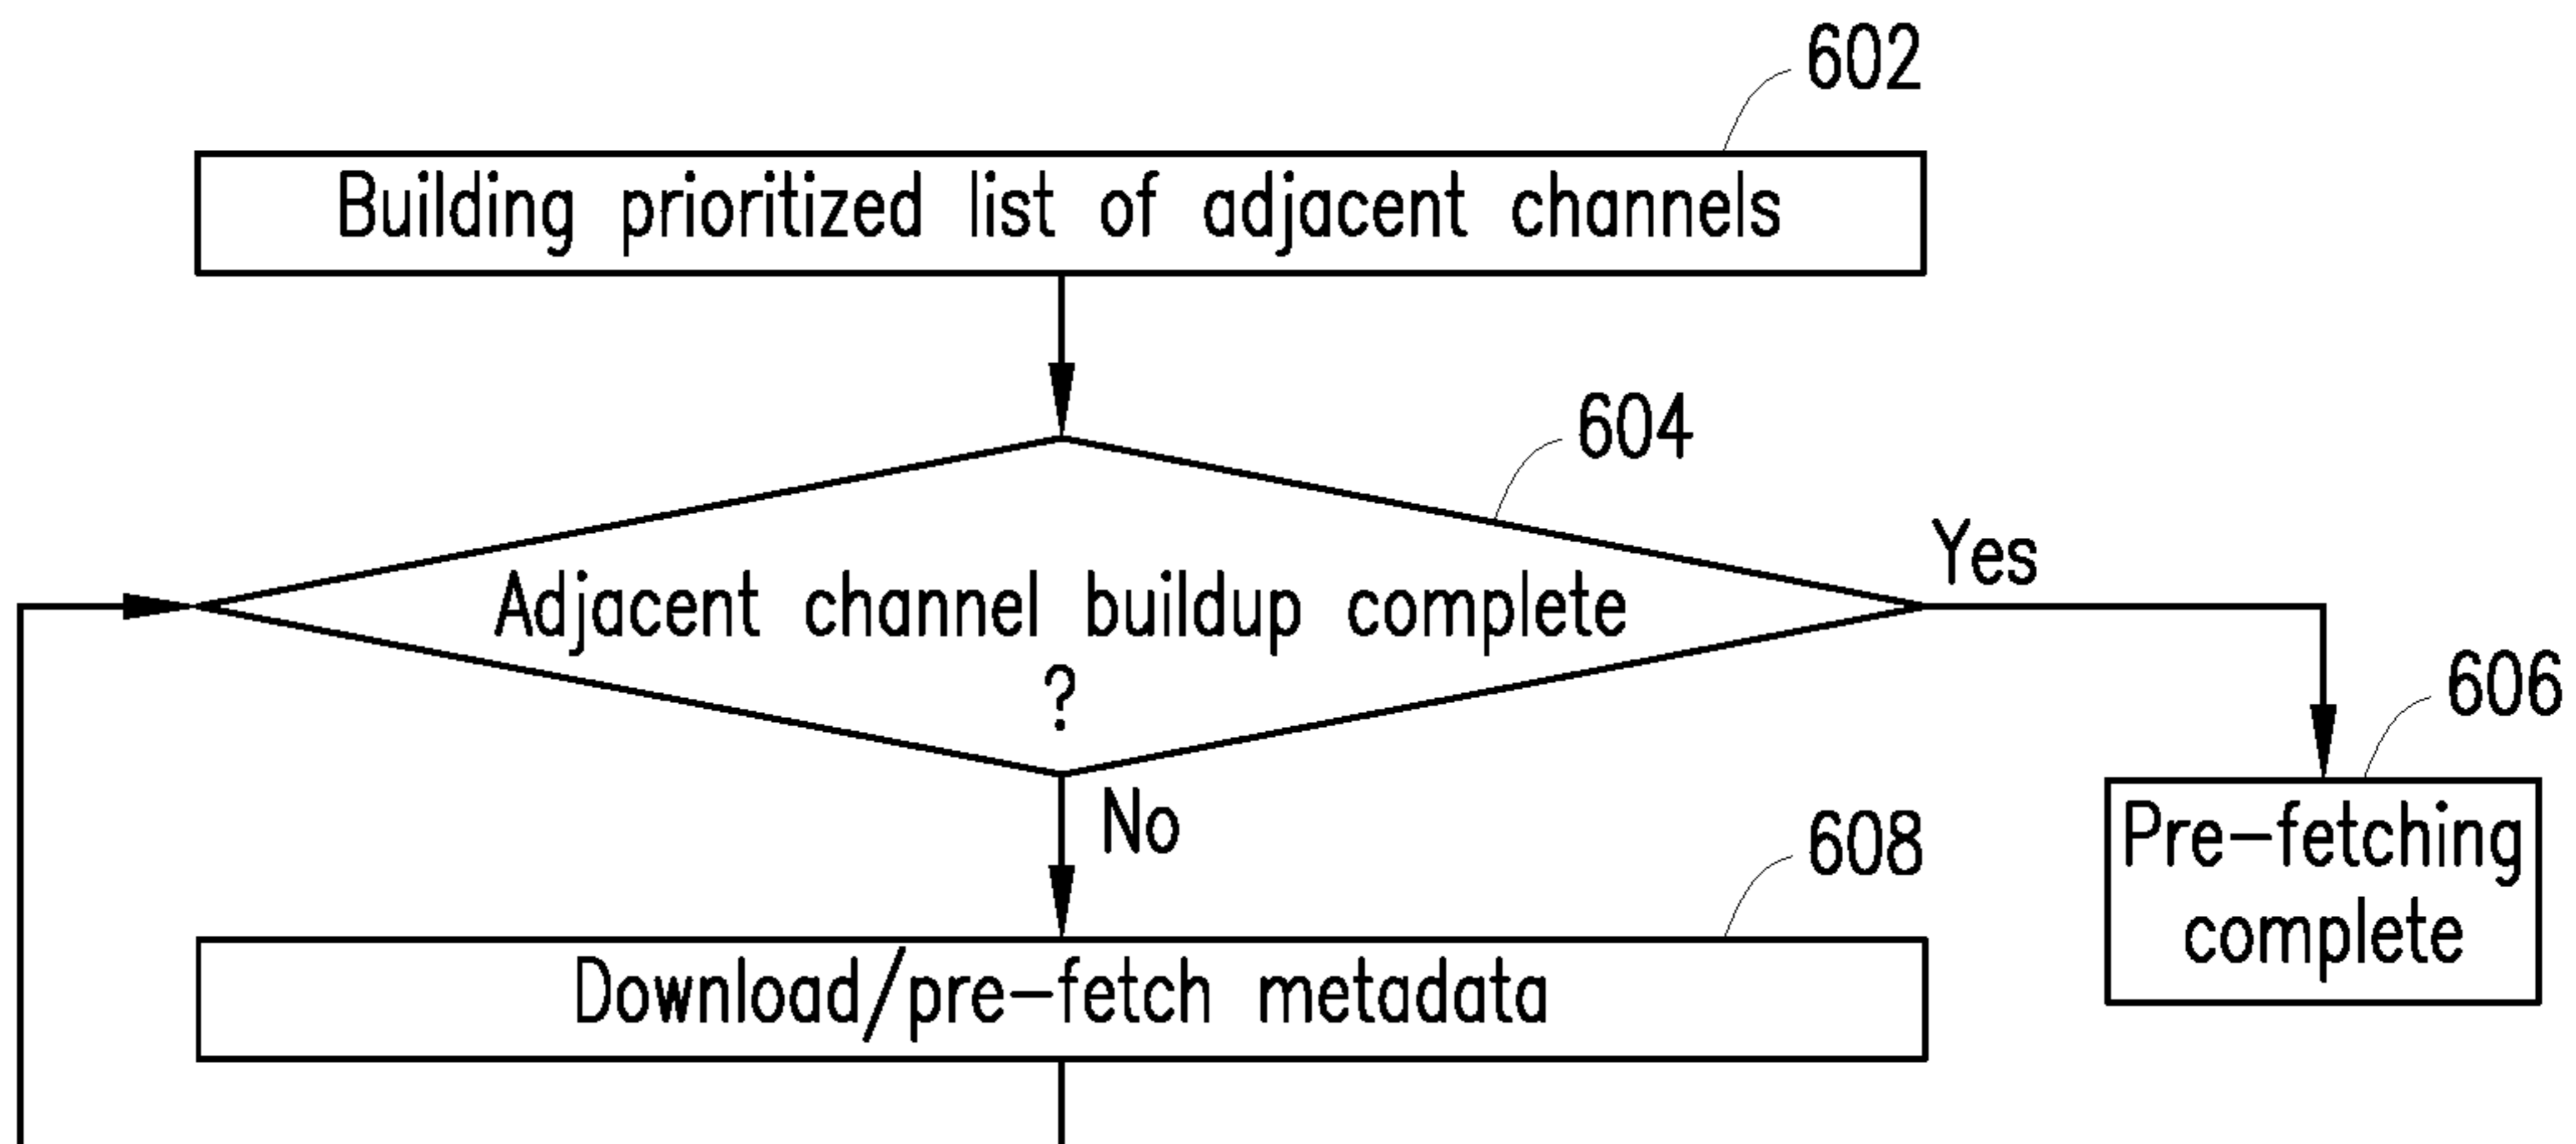 602
Building prioritized list of adjacent channels
604
Adjacent channel buildup complete
?
Yes
No
606
Pre-fetching
complete
608
Download/pre-fetch metadata